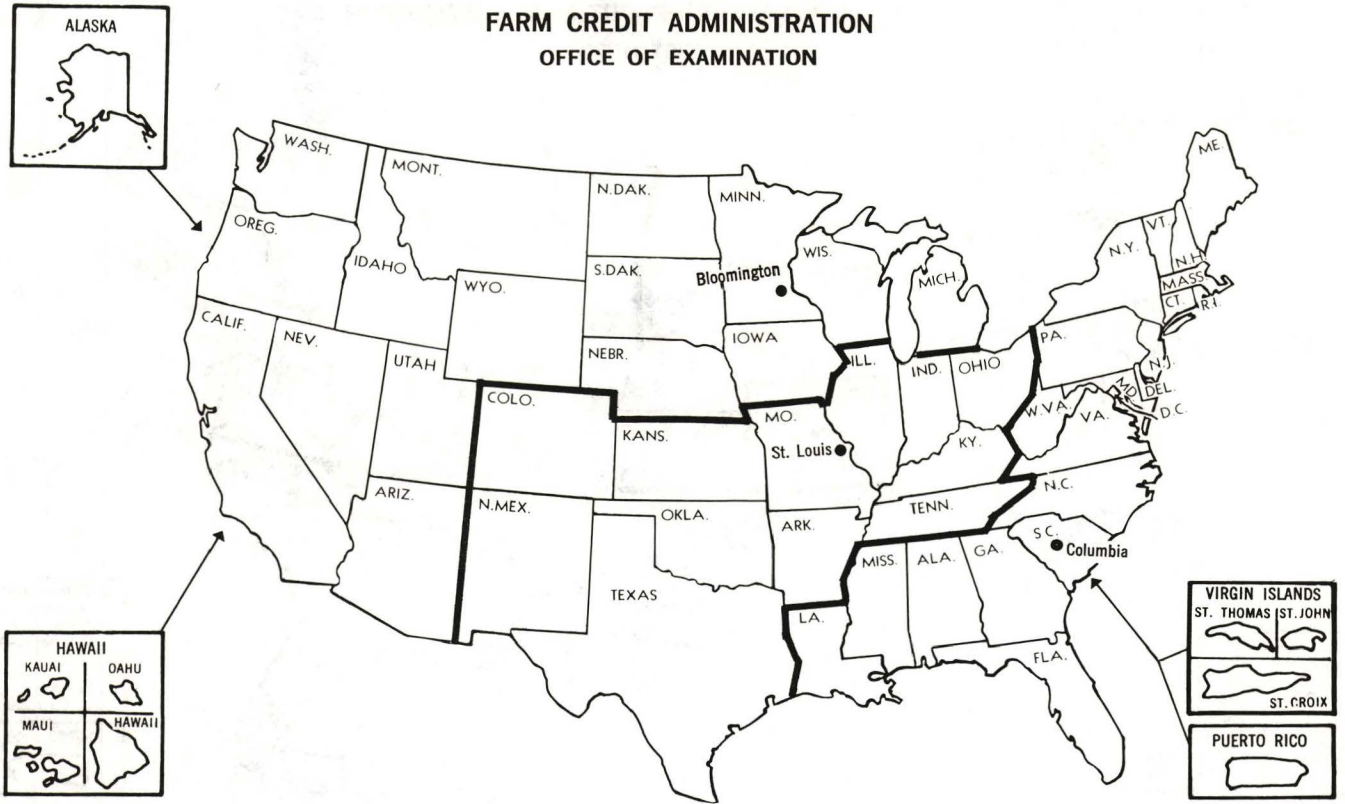 FARM CREDIT ADMINISTRATION
OFFICE OF EXAMINATION
ALASKA
WASH.
MONT.
N.DAK.
MINN.
ME.
OREG.
IDAHO
WYO.
S.DAK.
Bloomington
WIS.
MICH.
N.Y.
VT.
N.H.
MASS.
CT.
R.I.
CALIF.
NEV.
UTAH
NEBR.
IOWA
ILL.
IND.
OHIO
PA.
N.J.
MD.
DEL.
D.C.
COLO.
KANS.
MO.
St. Louis
KY.
W.VA.
VA.
ARIZ.
N.MEX.
OKLA.
ARK.
TENN.
N.C.
S.C.
Columbia
TEXAS
LA.
MISS.
ALA.
GA.
FLA.
HAWAII
KAUAI
OAHU
MAUI
HAWAII
VIRGIN ISLANDS
ST. THOMAS ST. JOHN
ST. CROIX
PUERTO RICO